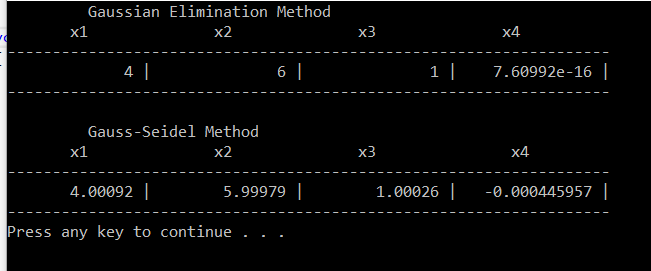 Gaussian Elimination Method
x1 x2 x3 x4
-------------------------------------------------------------------
4 | 6 | 1 | 7.60992e-16 |
-------------------------------------------------------------------
Gauss-Seidel Method
x1 x2 x3 x4
-------------------------------------------------------------------
4.00092 | 5.99979 | 1.00026 | -0.000445957 |
-------------------------------------------------------------------
Press any key to continue . . .